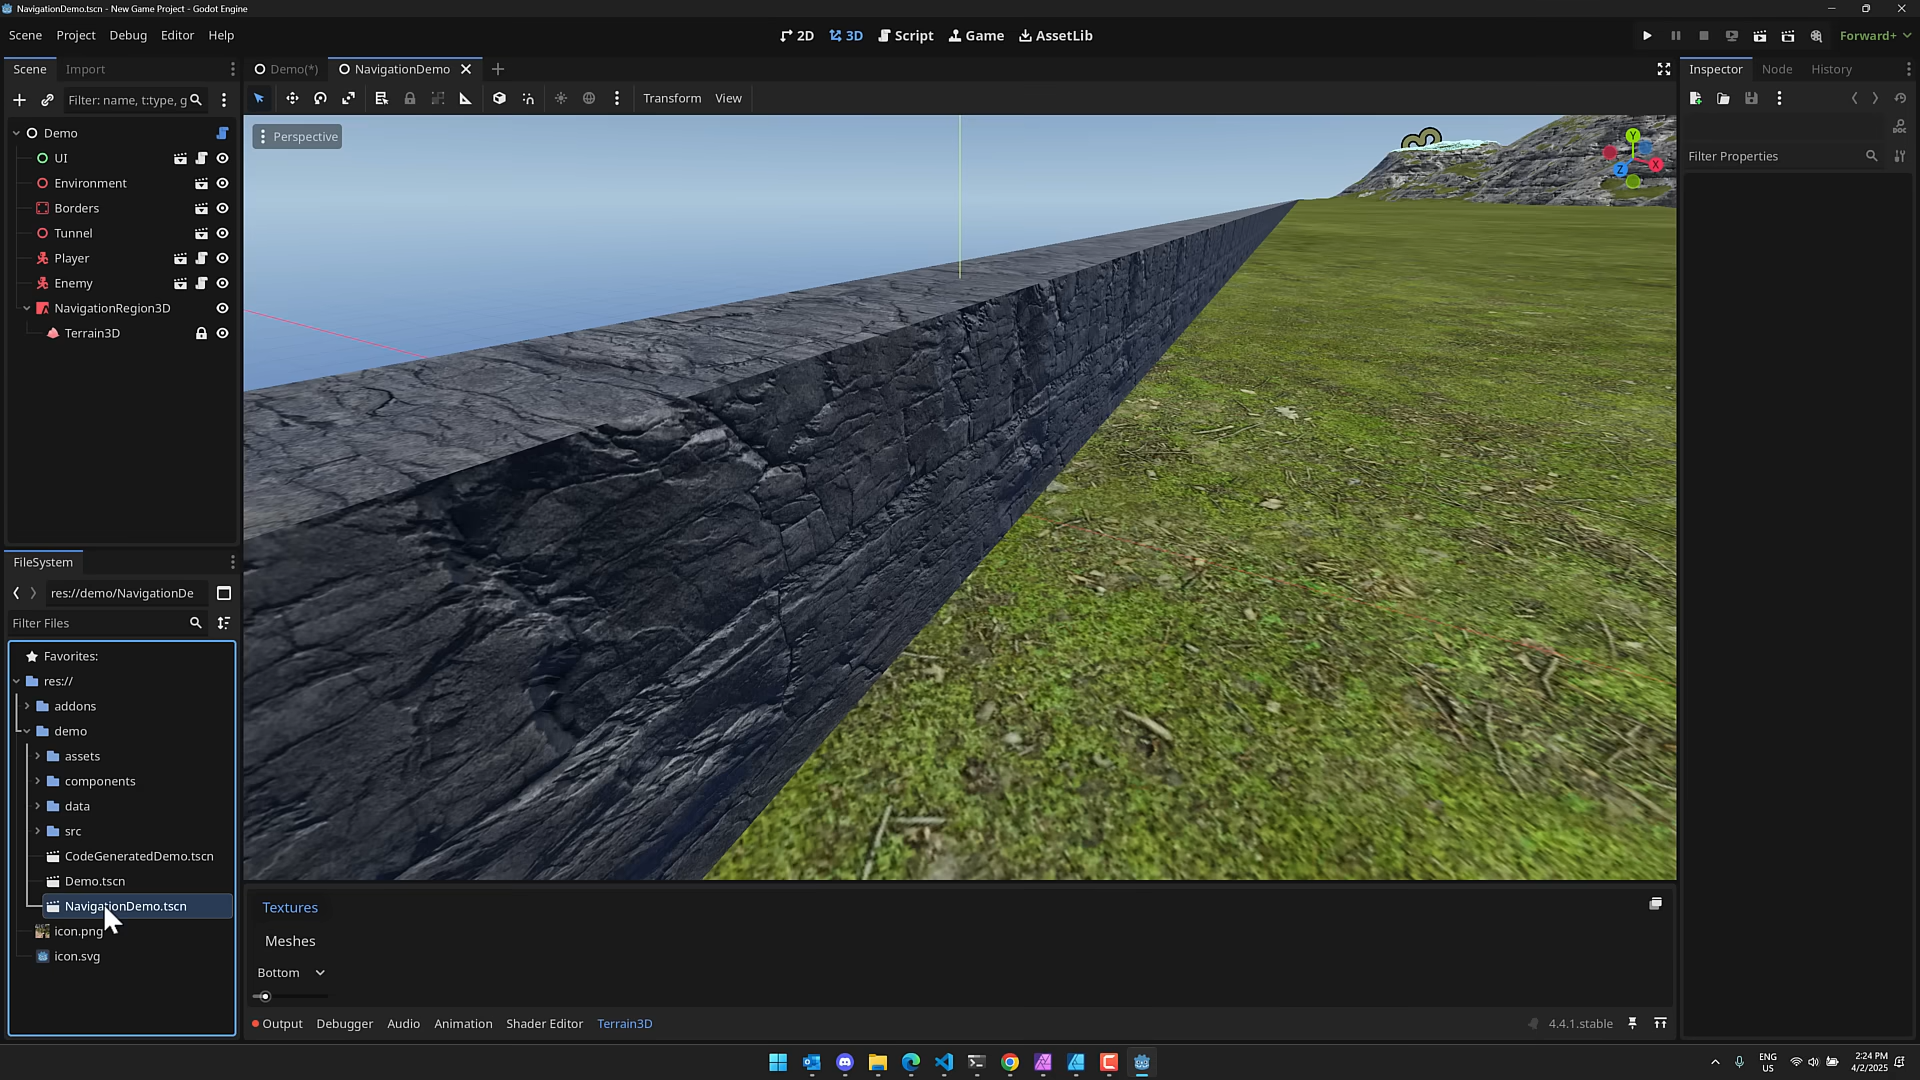 NavigationDemo.tscn - New Game Project - Godot Engine
Scene Project Debug Editor Help
2D 3D Script Game AssetLib
Forward+
Scene Import
Demo(*) NavigationDemo
Inspector Node History
Filter: name, t:type, g
Transform View
Perspective
Y
X
Z
Filter Properties
Demo
UI
Environment
Borders
Tunnel
Player
Enemy
NavigationRegion3D
Terrain3D
FileSystem
res://demo/NavigationDe
Filter Files
Favorites:
res://
addons
demo
assets
components
data
src
CodeGeneratedDemo.tscn
Demo.tscn
NavigationDemo.tscn
icon.png
icon.svg
Textures
Meshes
Bottom
Output Debugger Audio Animation Shader Editor Terrain3D
4.4.1.stable
ENG
US
2:24 PM
4/2/2025